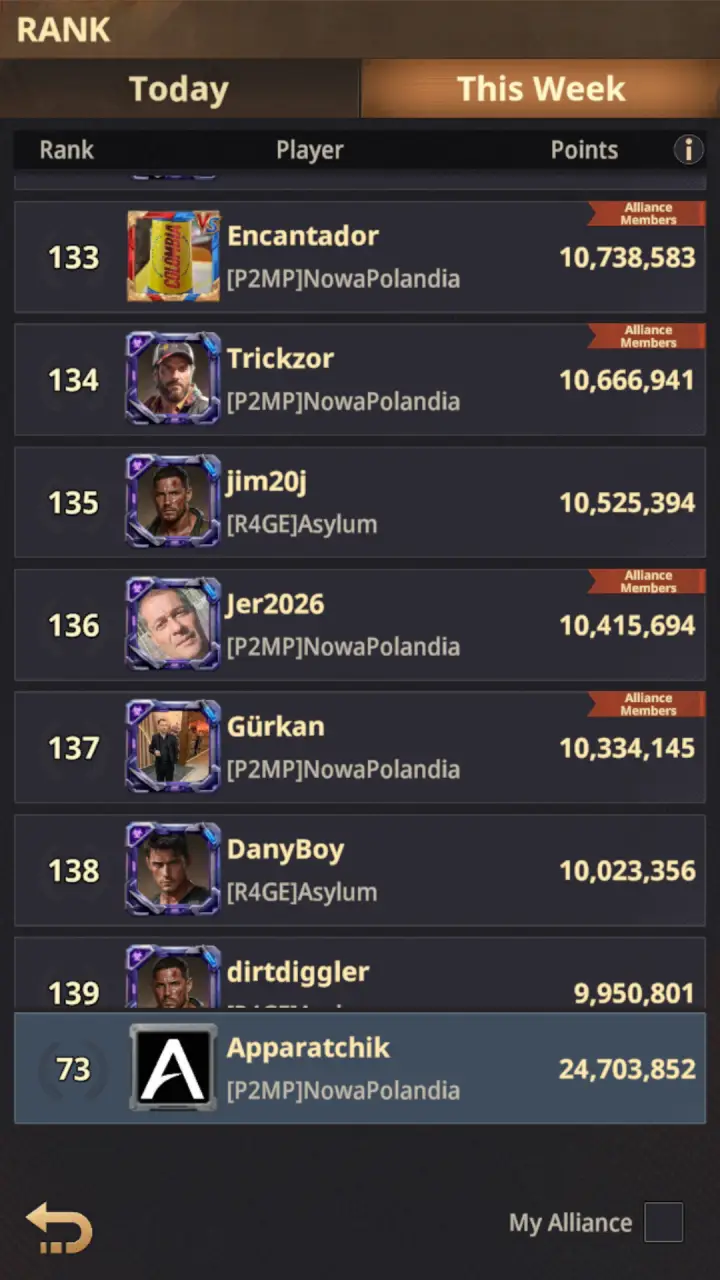 RANK
Today
This Week
Rank Player Points
Alliance
Members
133 Encantador 10,738,583
[P2MP]NowaPolandia
Alliance
Members
134 Trickzor 10,666,941
[P2MP]NowaPolandia
135 jim20j 10,525,394
[R4GE]Asylum
Alliance
Members
136 Jer2026 10,415,694
[P2MP]NowaPolandia
Alliance
Members
137 Gürkan 10,334,145
[P2MP]NowaPolandia
138 DanyBoy 10,023,356
[R4GE]Asylum
139 dirtdiggler 9,950,801
73 Apparatchik 24,703,852
[P2MP]NowaPolandia
My Alliance